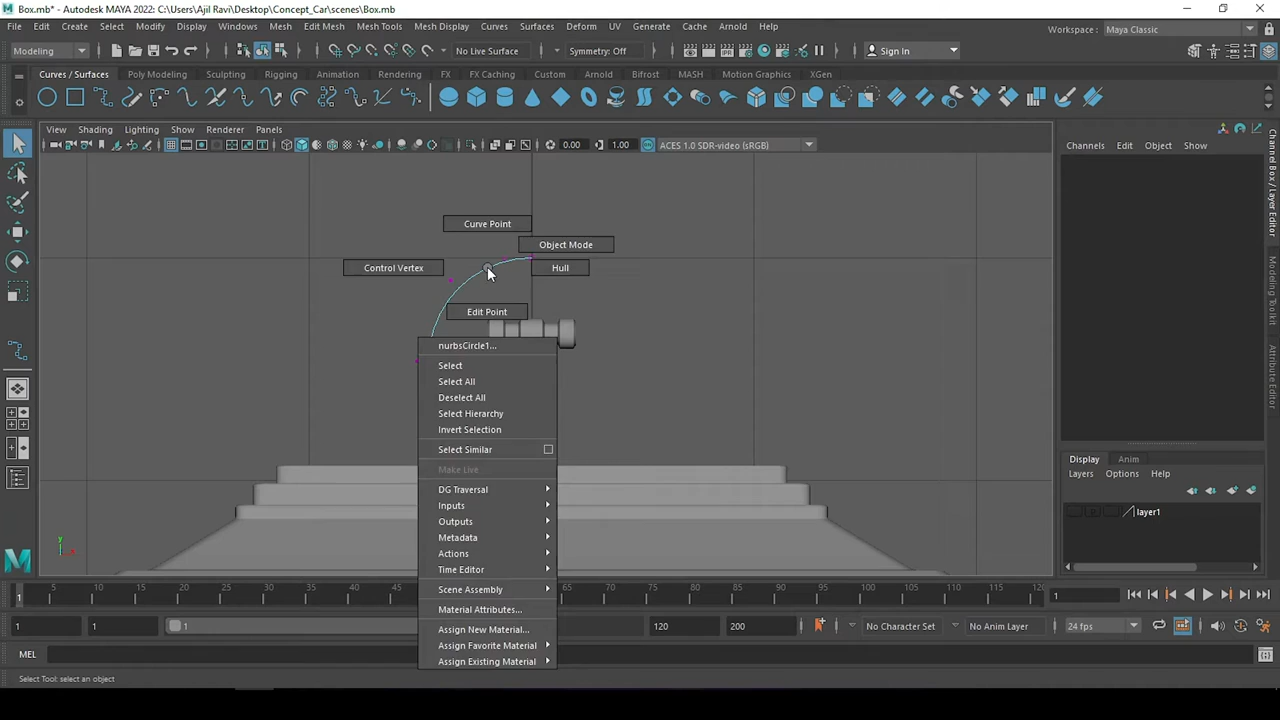 Box.mb* - Autodesk MAYA 2022: C:\Users\Ajil Ravi\Desktop\Concept_Car\scenes\Box.mb
File Edit Create Select Modify Display Windows Mesh Edit Mesh Mesh Tools Mesh Display Curves Surfaces Deform UV Generate Cache Arnold Help
Workspace: Maya Classic
Modeling No Live Surface Symmetry: Off Sign In
Curves / Surfaces Poly Modeling Sculpting Rigging Animation Rendering FX FX Caching Custom Arnold Bifrost MASH Motion Graphics XGen
View Shading Lighting Show Renderer Panels
0.00 1.00 ACES 1.0 SDR-video (sRGB)
Channels Edit Object Show
Channel Box / Layer Editor
Attribute Editor
Curve Point
Object Mode
Control Vertex
Hull
Edit Point
nurbsCircle1...
Select
Select All
Deselect All
Select Hierarchy
Invert Selection
Select Similar
Make Live
DG Traversal
Inputs
Outputs
Metadata
Actions
Time Editor
Scene Assembly
Material Attributes...
Assign New Material...
Assign Favorite Material
Assign Existing Material
Display Anim
Layers Options Help
layer1
y
1 5 10 15 20 25 30 35 40 65 70 75 80 85 90 95 100 105 110 115 120 1
1 1 1 120 200 No Character Set No Anim Layer 24 fps
MEL
Select Tool: select an object